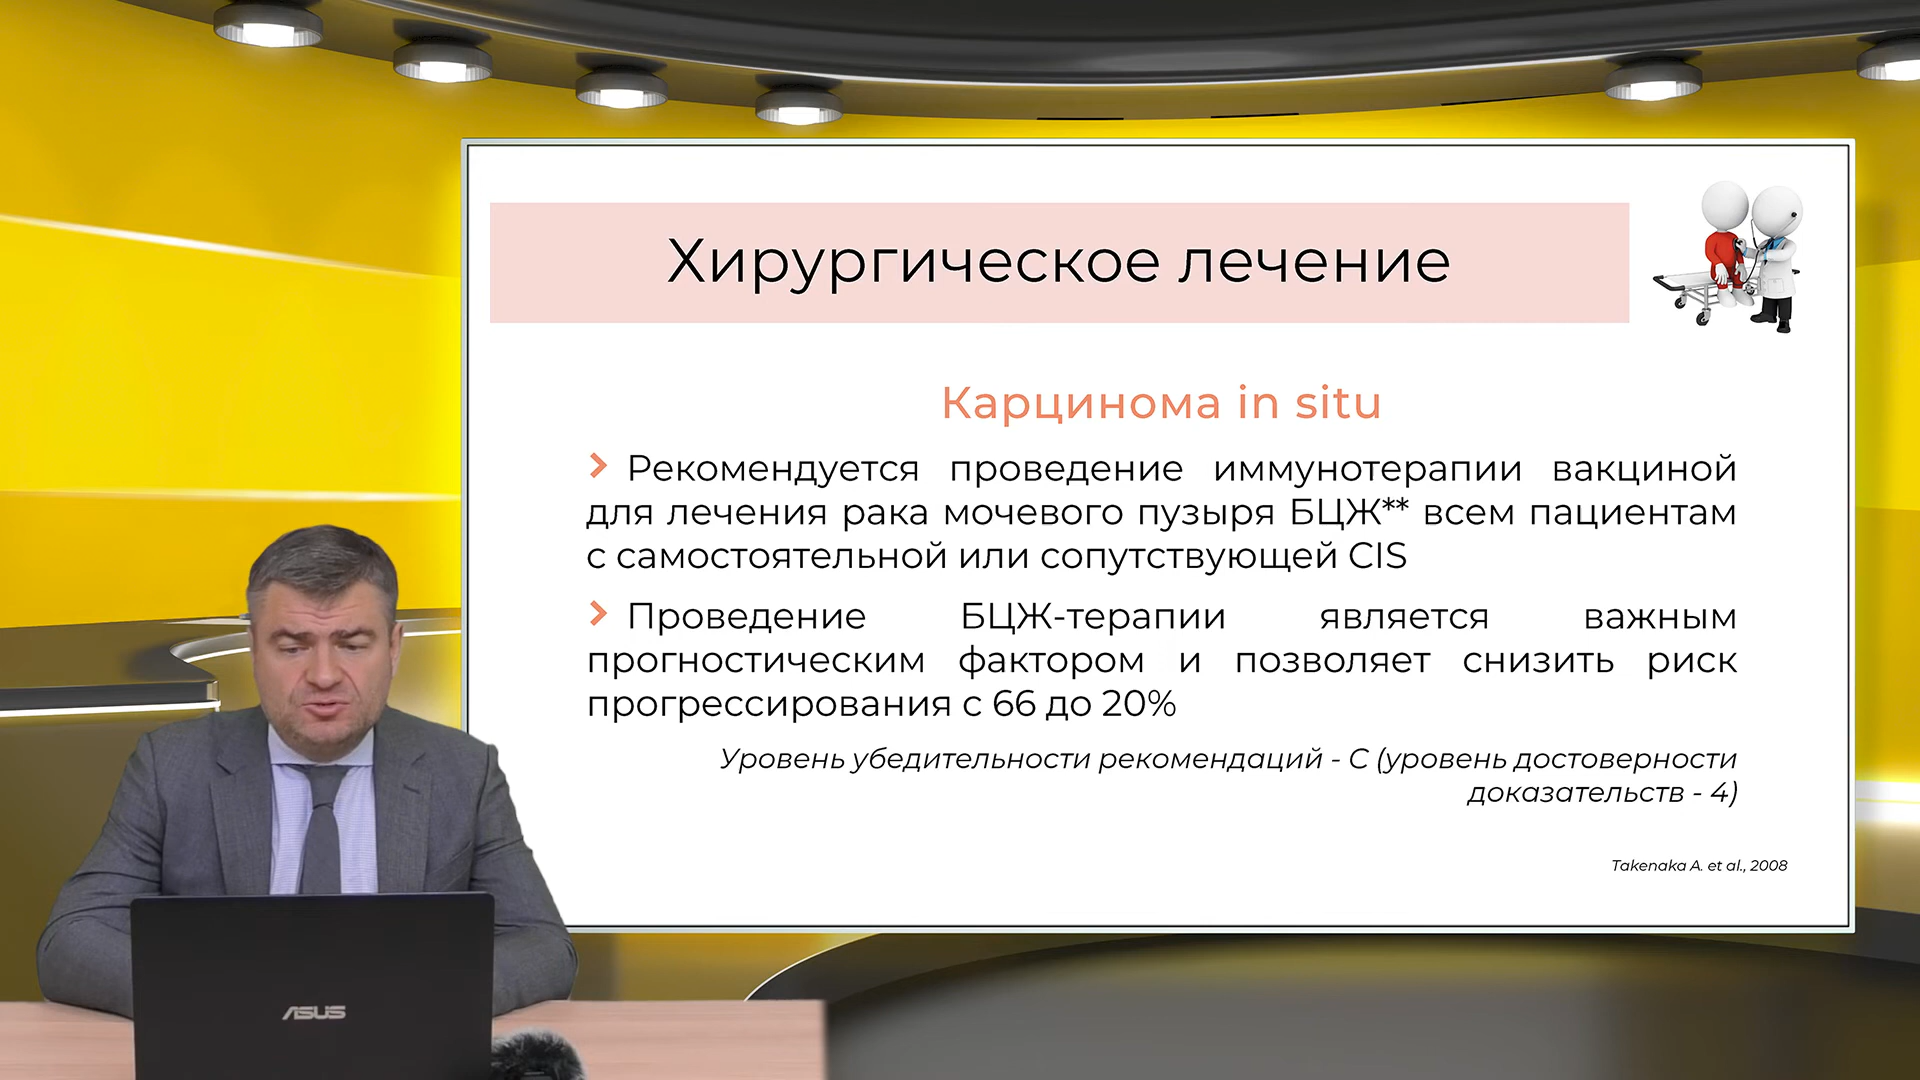 Хирургическое лечение
Карцинома in situ
Рекомендуется проведение иммунотерапии вакциной
для лечения рака мочевого пузыря БЦЖ** всем пациентам
с самостоятельной или сопутствующей CIS
Проведение БЦЖ-терапии является важным
прогностическим фактором и позволяет снизить риск
прогрессирования с 66 до 20%
Уровень убедительности рекомендаций - С (уровень достоверности
доказательств - 4)
Takenaka A. et al., 2008
ASUS